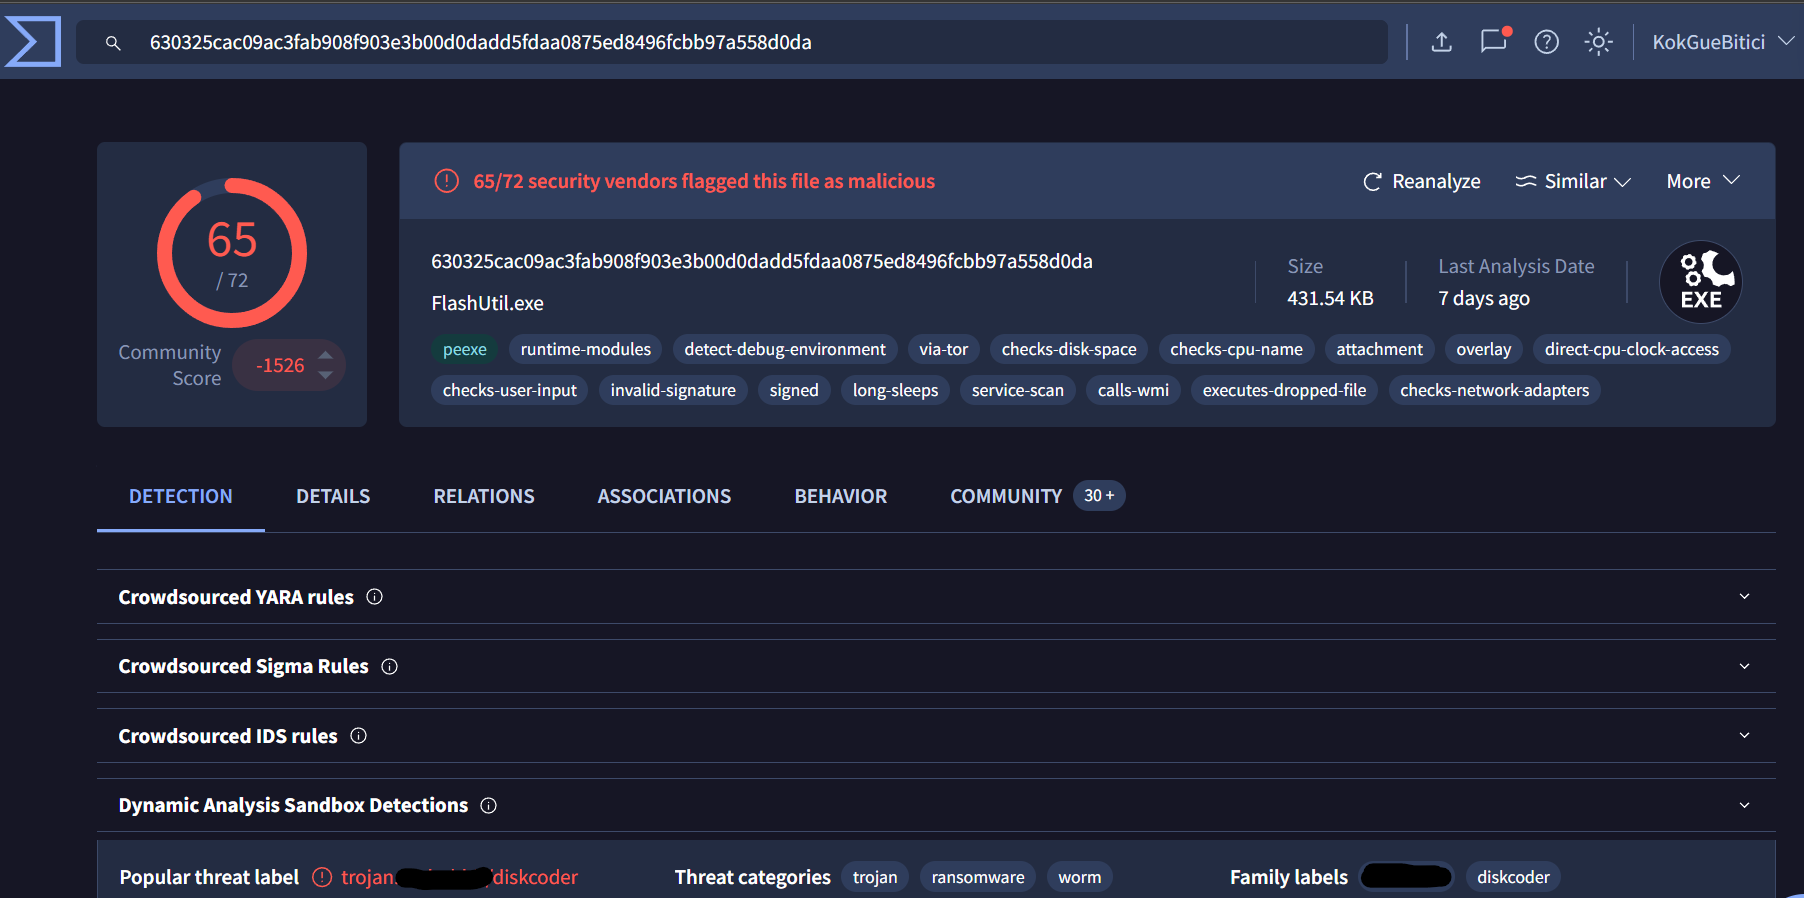 630325cac09ac3fab908f903e3b00d0dadd5fdaa0875ed8496fcbb97a558d0da
KokGueBitici
65/72 security vendors flagged this file as malicious
Reanalyze
Similar
More
65
/ 72
Community Score
-1526
630325cac09ac3fab908f903e3b00d0dadd5fdaa0875ed8496fcbb97a558d0da
FlashUtil.exe
Size
431.54 KB
Last Analysis Date
7 days ago
EXE
peexe runtime-modules detect-debug-environment via-tor checks-disk-space checks-cpu-name attachment overlay direct-cpu-clock-access
checks-user-input invalid-signature signed long-sleeps service-scan calls-wmi executes-dropped-file checks-network-adapters
DETECTION DETAILS RELATIONS ASSOCIATIONS BEHAVIOR COMMUNITY 30 +
Crowdsourced YARA rules
Crowdsourced Sigma Rules
Crowdsourced IDS rules
Dynamic Analysis Sandbox Detections
Popular threat label trojan. /diskcoder
Threat categories trojan ransomware worm
Family labels diskcoder